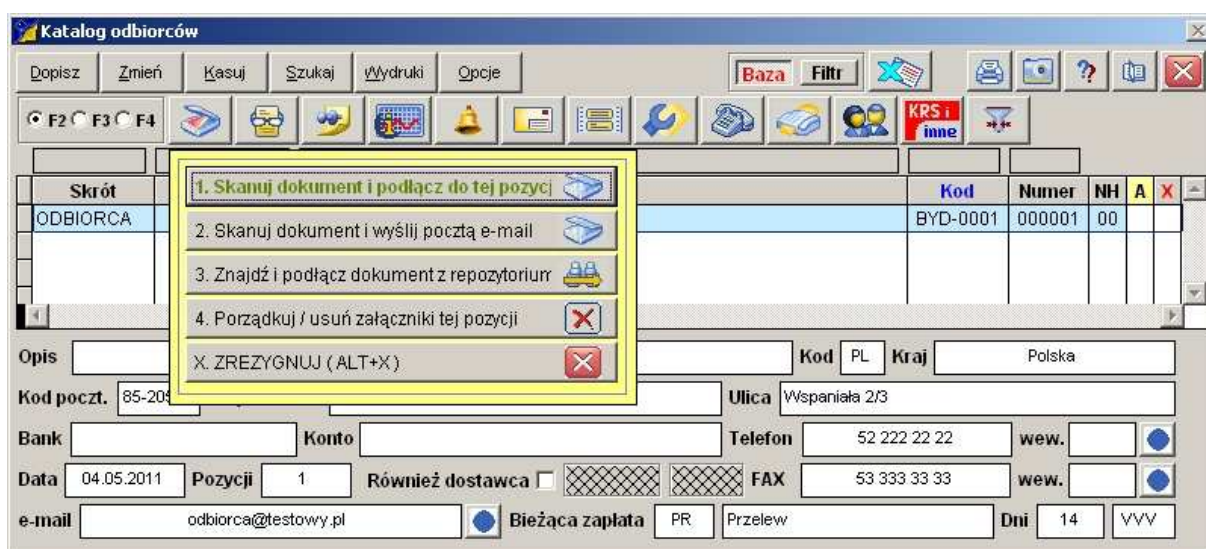 Katalog odbiorców
Dopisz Zmień Kasuj Szukaj Wydruki Opcje Baza Filtr
F2 F3 F4 KRS i inne
Skrót Kod Numer NH A X
ODBIORCA BYD-0001 000001 00
1. Skanuj dokument i podłącz do tej pozycj
2. Skanuj dokument i wyślij pocztą e-mail
3. Znajdź i podłącz dokument z repozytorium
4. Porządkuj / usuń załączniki tej pozycji
X. ZREZYGNUJ ( ALT+X )
Opis Kod PL Kraj Polska
Kod poczt. Ulica Wspaniała 2/3
Bank Konto Telefon 52 222 22 22 wew.
Data 04.05.2011 Pozycji 1 Również dostawca FAX 53 333 33 33 wew.
e-mail odbiorca@testowy.pl Bieżąca zapłata PR Przelew Dni 14 VVV